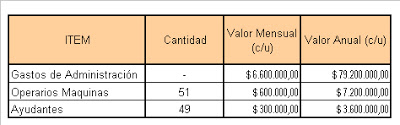 ITEM Cantidad Valor Mensual (c/u) Valor Anual (c/u)
Gastos de Administración - $ 6.600.000,00 $ 79.200.000,00
Operarios Maquinas 51 $ 600.000,00 $ 7.200.000,00
Ayudantes 49 $ 300.000,00 $ 3.600.000,00